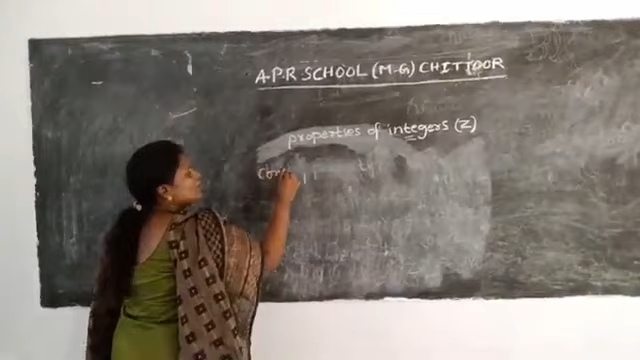 A.P.R SCHOOL (M-G) CHITTOOR
properties of integers (Z)